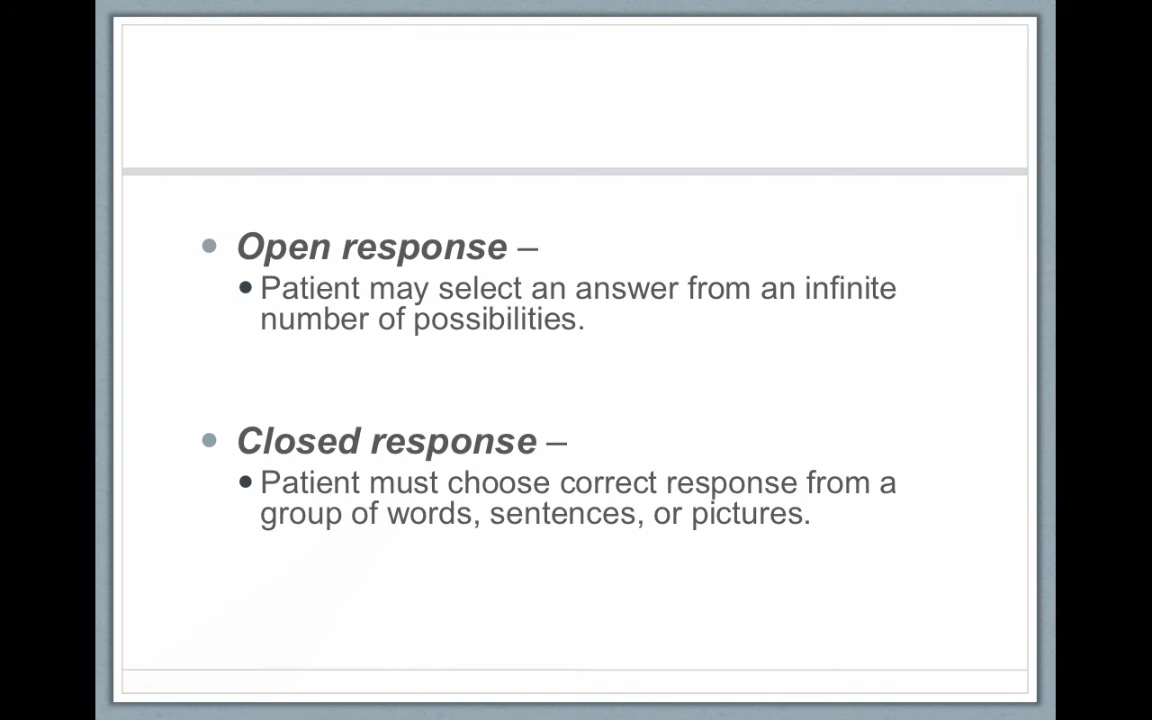 • Open response –
• Patient may select an answer from an infinite
number of possibilities.
• Closed response –
• Patient must choose correct response from a
group of words, sentences, or pictures.